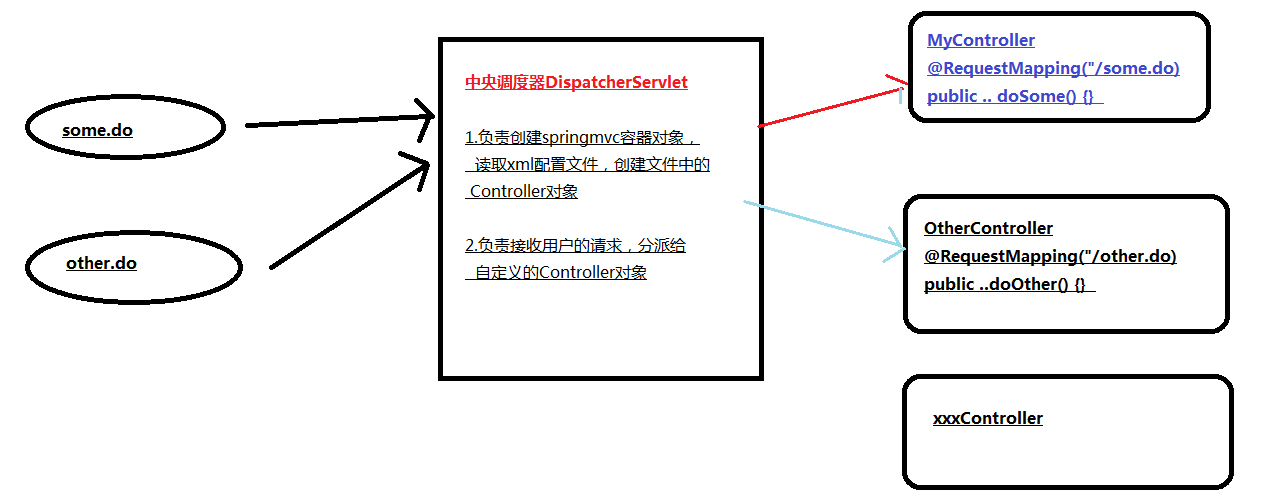 some.do
other.do
中央调度器DispatcherServlet
1.负责创建springmvc容器对象，
读取xml配置文件，创建文件中的
Controller对象
2.负责接收用户的请求，分派给
自定义的Controller对象
MyController
@RequestMapping("/some.do)
public .. doSome() {}
OtherController
@RequestMapping("/other.do)
public ..doOther() {}
xxxController